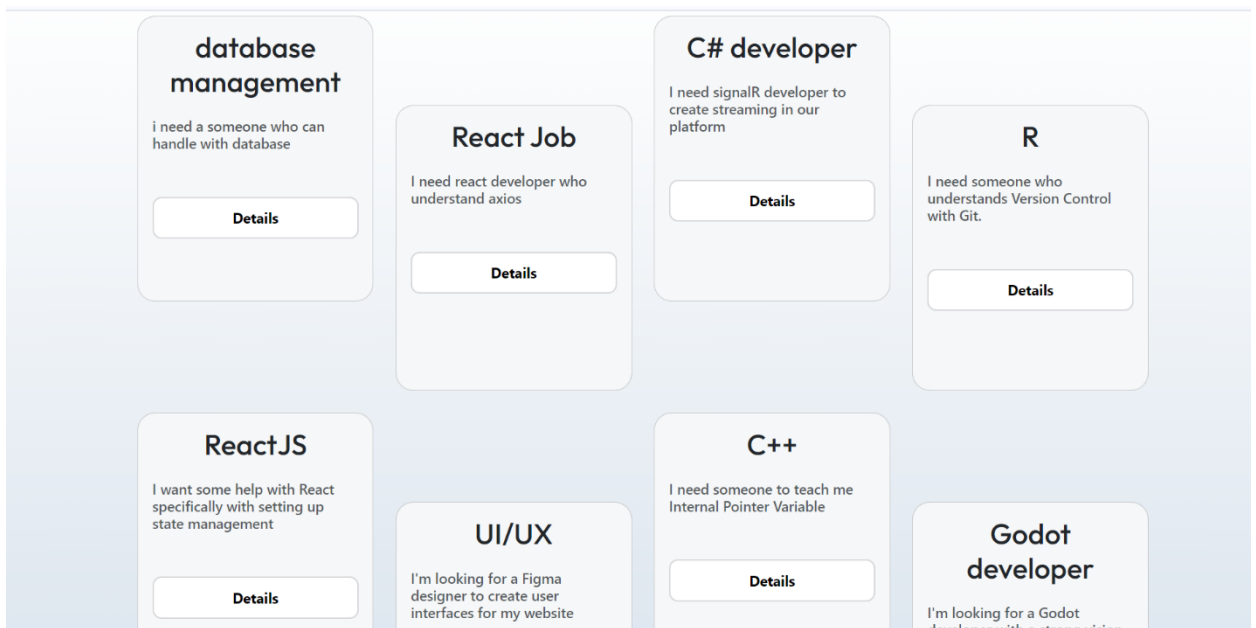 database
management
i need a someone who can
handle with database
Details
React Job
I need react developer who
understand axios
Details
C# developer
I need signalR developer to
create streaming in our
platform
Details
R
I need someone who
understands Version Control
with Git.
Details
ReactJS
I want some help with React
specifically with setting up
state management
Details
UI/UX
I'm looking for a Figma
designer to create user
interfaces for my website
C++
I need someone to teach me
Internal Pointer Variable
Details
Godot
developer
I'm looking for a Godot